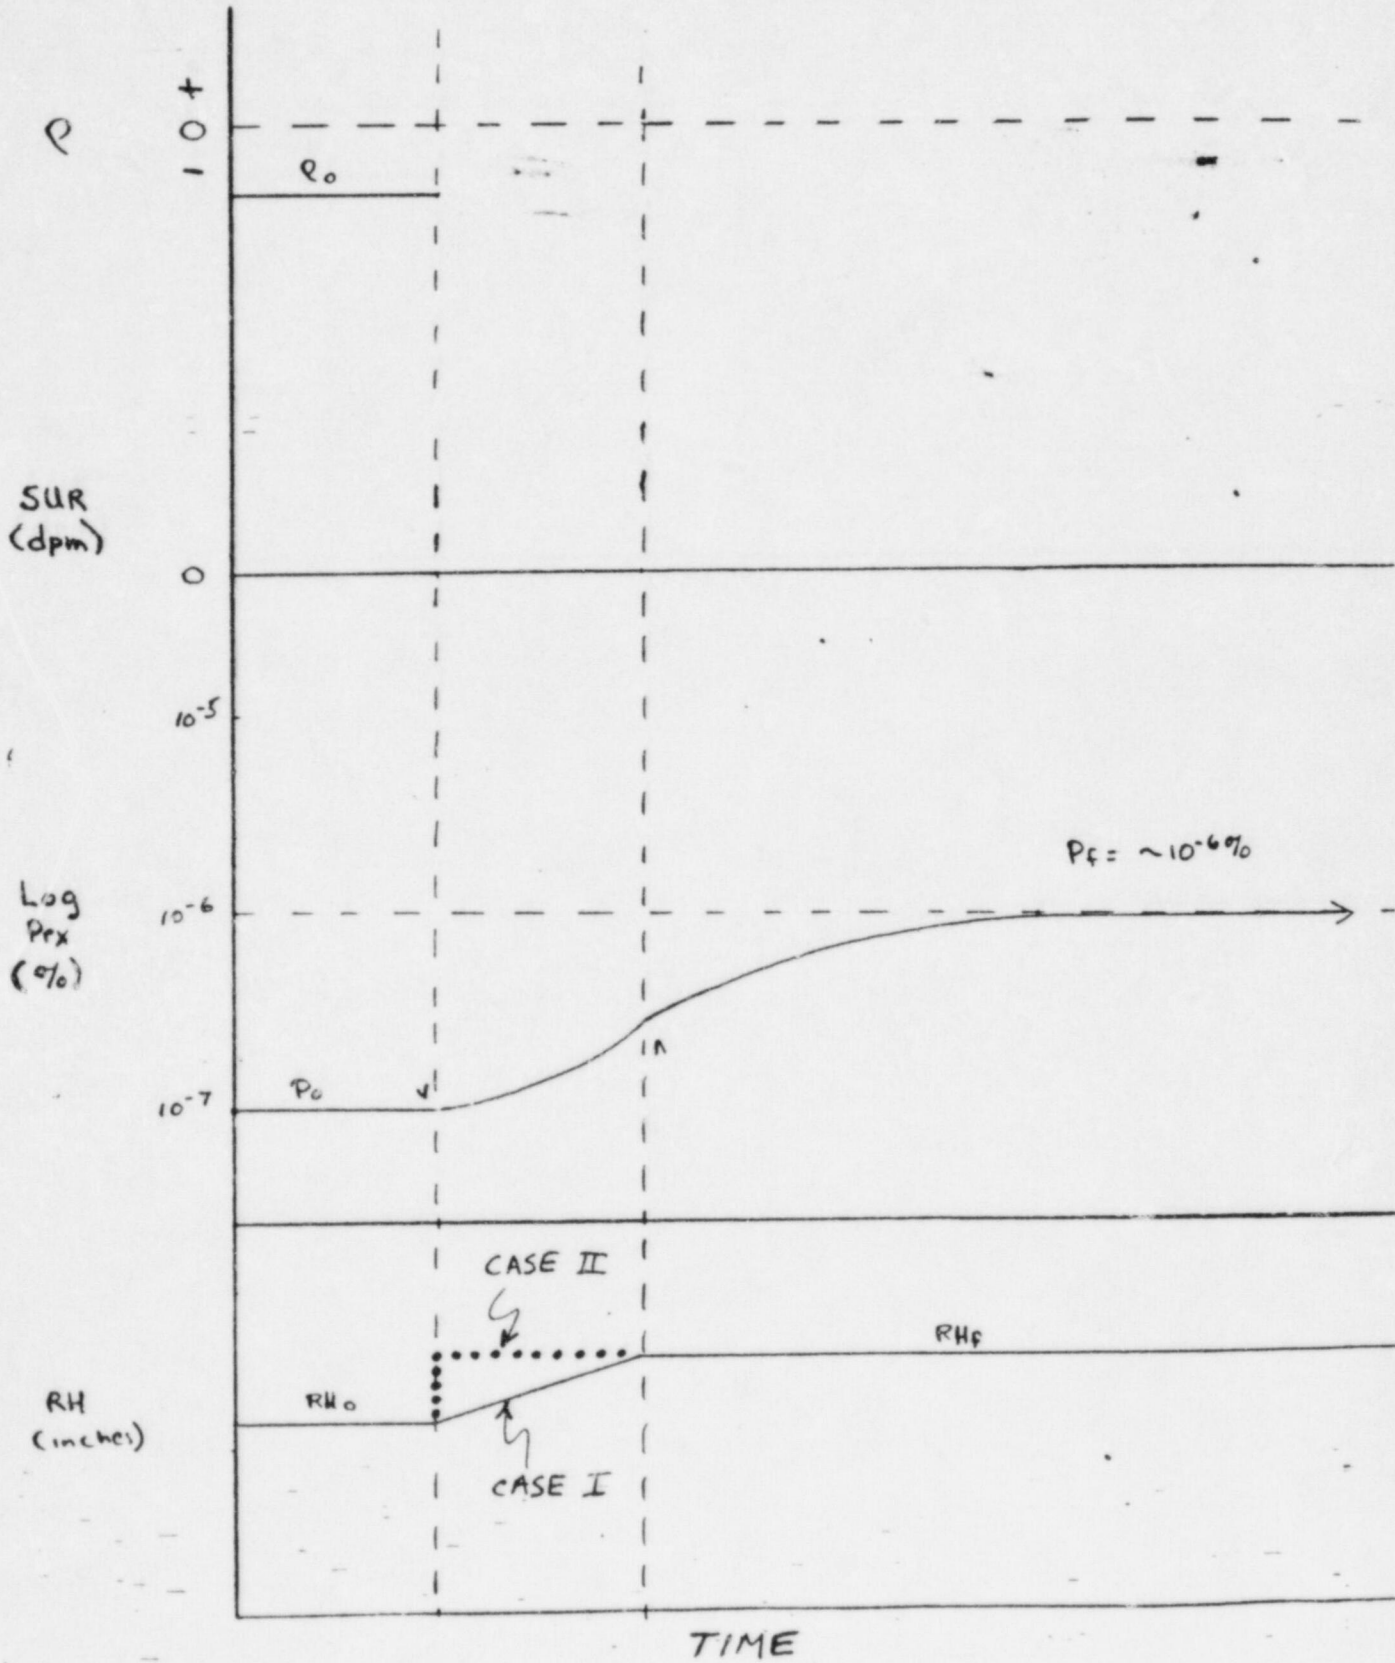 +
ρ
0
-
ρ₀
SUR
(dpm)
0
10⁻⁵
Pf = ~10⁻⁶%
Log
Prx
(%)
10⁻⁶
10⁻⁷
P₀
CASE II
RHf
RH
(inches)
RH₀
CASE I
TIME